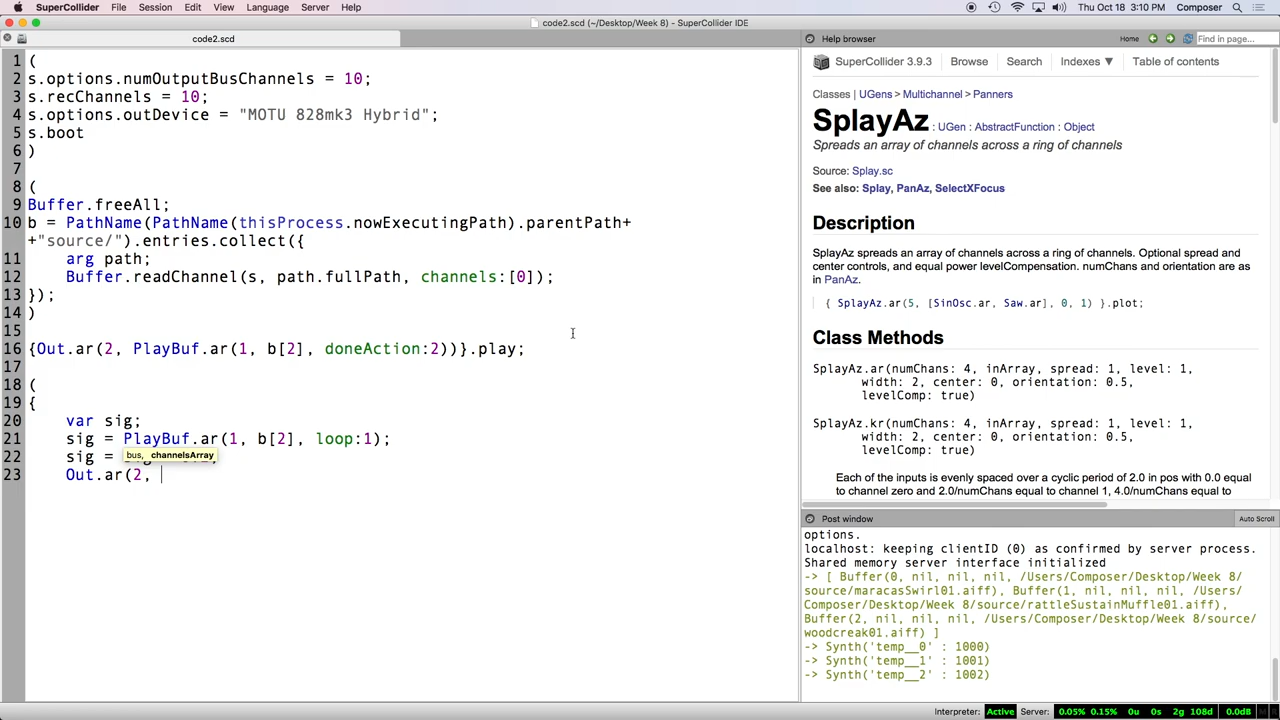 SuperCollider File Session Edit View Language Server Help Thu Oct 18 3:10 PM Composer
code2.scd (~/Desktop/Week 8) - SuperCollider IDE
code2.scd
1 (
2 s.options.numOutputBusChannels = 10;
3 s.recChannels = 10;
4 s.options.outDevice = "MOTU 828mk3 Hybrid";
5 s.boot
6 )
7
8 (
9 Buffer.freeAll;
10 b = PathName(PathName(thisProcess.nowExecutingPath).parentPath+
+"source/").entries.collect({
11 arg path;
12 Buffer.readChannel(s, path.fullPath, channels:[0]);
13 });
14 )
15
16 {Out.ar(2, PlayBuf.ar(1, b[2], doneAction:2))}.play;
17
18 (
19 {
20 var sig;
21 sig = PlayBuf.ar(1, b[2], loop:1);
bus, channelsArray
22 sig =
23 Out.ar(2,
Help browser Home Find in page...
SuperCollider 3.9.3 Browse Search Indexes ▼ Table of contents
Classes | UGens > Multichannel > Panners
SplayAz : UGen : AbstractFunction : Object
Spreads an array of channels across a ring of channels
Source: Splay.sc
See also: Splay, PanAz, SelectXFocus
Description
SplayAz spreads an array of channels across a ring of channels. Optional spread and
center controls, and equal power levelCompensation. numChans and orientation are as
in PanAz.
{ SplayAz.ar(5, [SinOsc.ar, Saw.ar], 0, 1) }.plot;
Class Methods
SplayAz.ar(numChans: 4, inArray, spread: 1, level: 1,
width: 2, center: 0, orientation: 0.5,
levelComp: true)
SplayAz.kr(numChans: 4, inArray, spread: 1, level: 1,
width: 2, center: 0, orientation: 0.5,
levelComp: true)
Each of the inputs is evenly spaced over a cyclic period of 2.0 in pos with 0.0 equal
to channel zero and 2.0/numChans equal to channel 1, 4.0/numChans equal to
Post window Auto Scroll
options.
localhost: keeping clientID (0) as confirmed by server process.
Shared memory server interface initialized
-> [ Buffer(0, nil, nil, nil, /Users/Composer/Desktop/Week 8/
source/maracasSwirl01.aiff), Buffer(1, nil, nil, nil, /Users/
Composer/Desktop/Week 8/source/rattleSustainMuffle01.aiff),
Buffer(2, nil, nil, nil, /Users/Composer/Desktop/Week 8/source/
woodcreak01.aiff) ]
-> Synth('temp__0' : 1000)
-> Synth('temp__1' : 1001)
-> Synth('temp__2' : 1002)
Interpreter: Active Server: 0.05% 0.15% 0u 0s 2g 108d 0.0dB